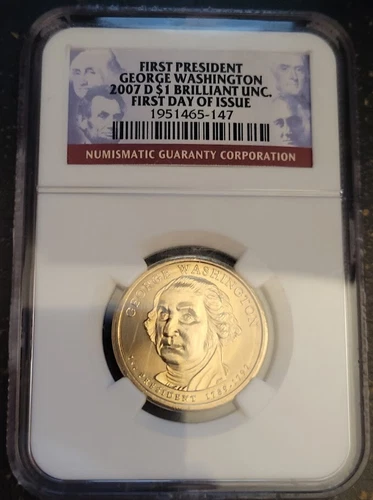 FIRST PRESIDENT
GEORGE WASHINGTON
2007 D $1 BRILLIANT UNC.
FIRST DAY OF ISSUE
1951465-147
NUMISMATIC GUARANTY CORPORATION
GEORGE WASHINGTON
PRESIDENT 1789-1797